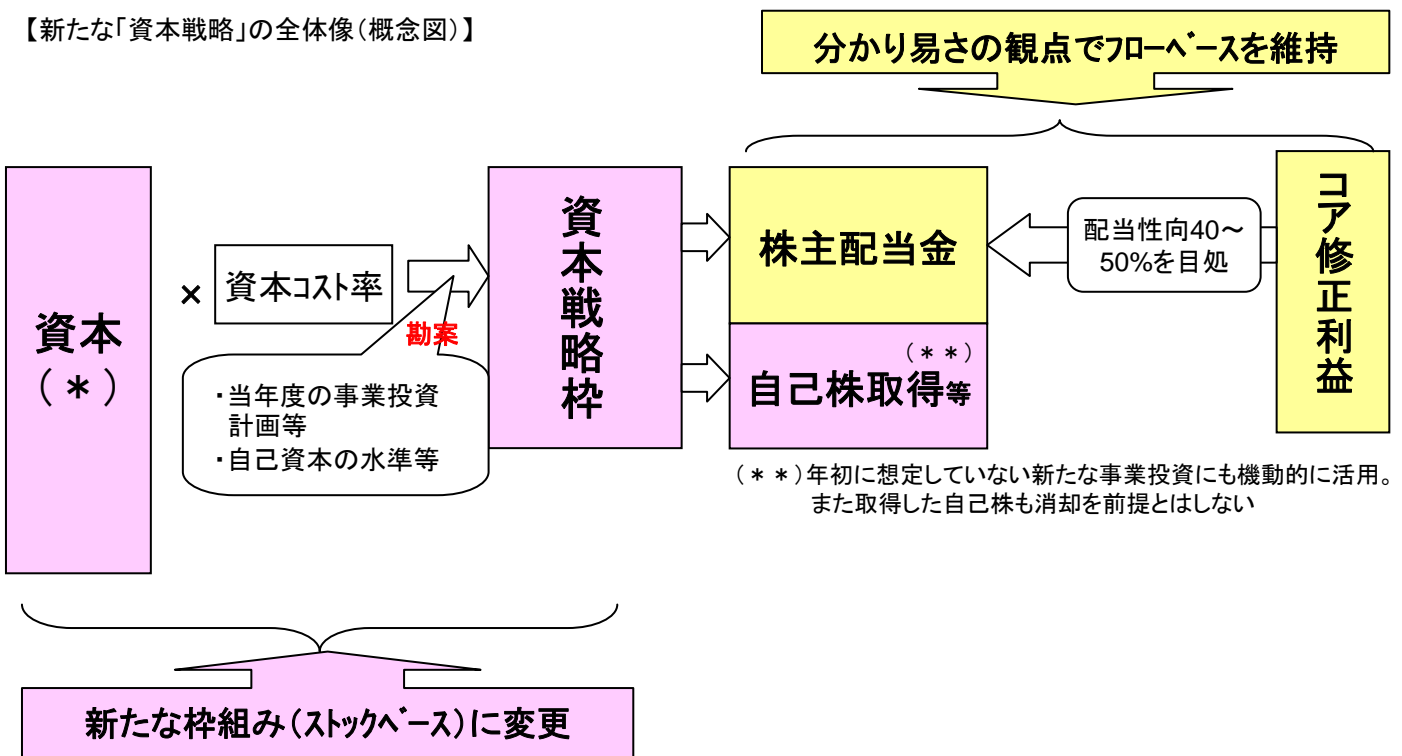 【新たな「資本戦略」の全体像(概念図)】
分かり易さの観点でﾌﾛｰﾍﾞｰｽを維持
資本
(*)
×
資本ｺｽﾄ率
勘案
・当年度の事業投資
計画等
・自己資本の水準等
資本戦略枠
株主配当金
(**)
自己株取得等
配当性向40～
50%を目処
コア修正利益
(**)年初に想定していない新たな事業投資にも機動的に活用。
また取得した自己株も消却を前提とはしない
新たな枠組み(ｽﾄｯｸﾍﾞｰｽ)に変更